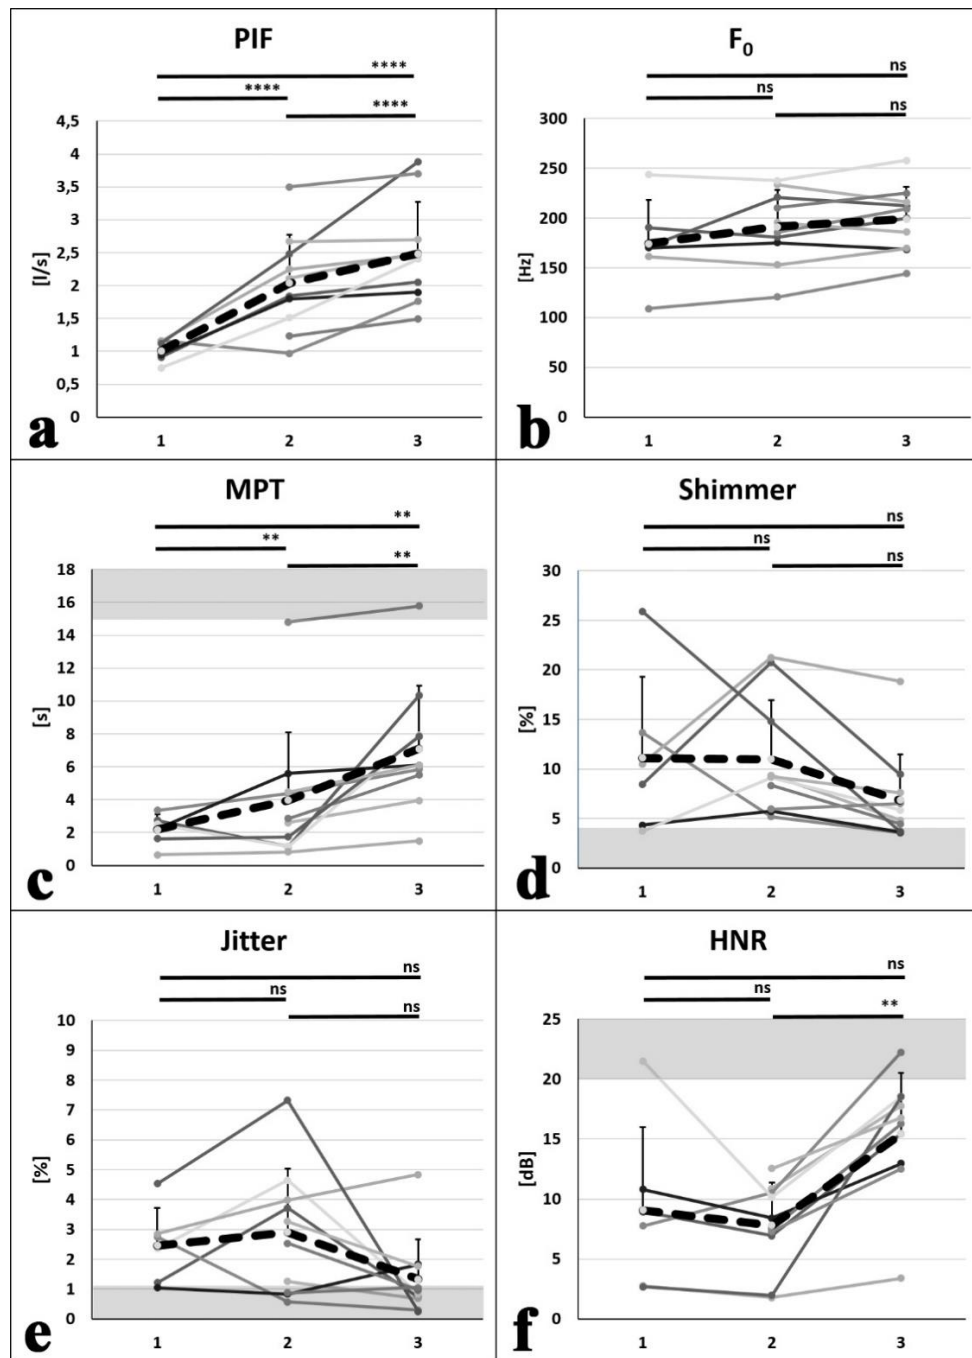 PIF
****
****
****
4,5
4
3,5
3
2,5
2
1,5
1
0,5
0
[l/s]
1 2 3
a
F0
ns
ns
ns
300
250
200
150
100
50
0
[Hz]
1 2 3
b
MPT
**
**
**
18
16
14
12
10
8
6
4
2
0
[s]
1 2 3
c
Shimmer
ns
ns
ns
30
25
20
15
10
5
0
[%]
1 2 3
d
Jitter
ns
ns
ns
10
9
8
7
6
5
4
3
2
1
0
[%]
1 2 3
e
HNR
ns
ns
**
25
20
15
10
5
0
[dB]
1 2 3
f